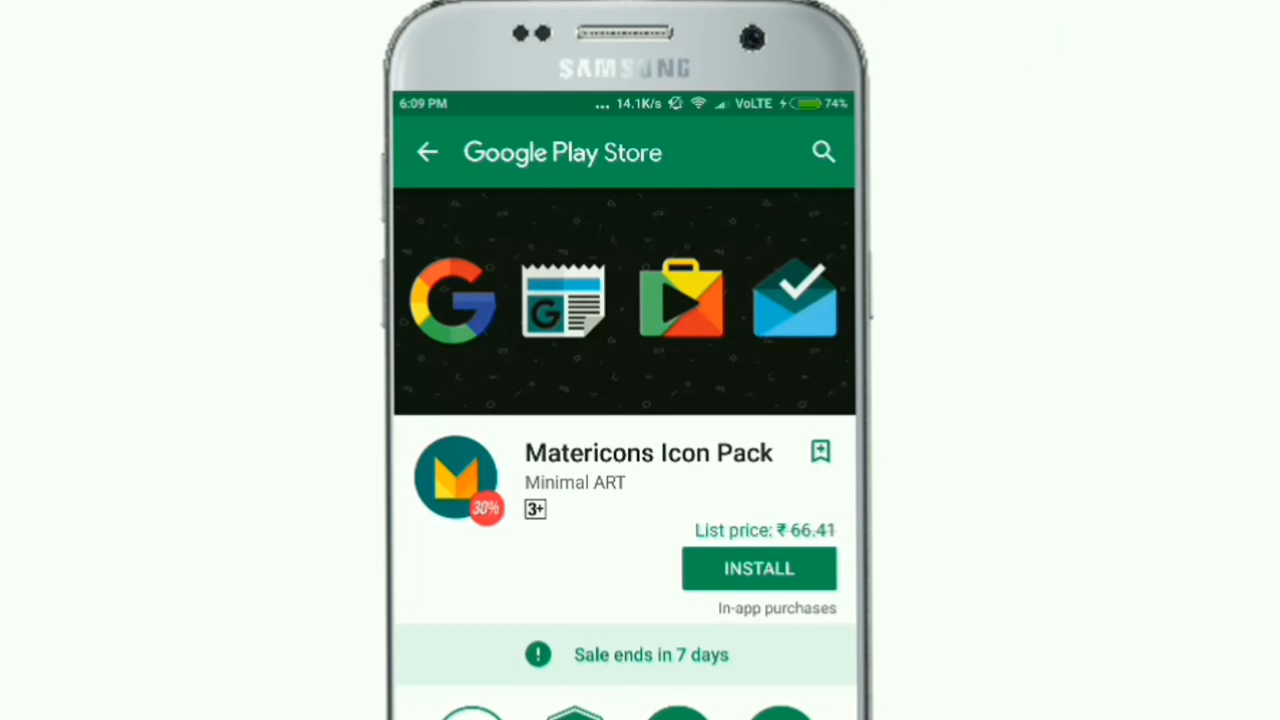 SAMSUNG
6:09 PM ... 14.1K/s VoLTE 74%
Google Play Store
G
Matericons Icon Pack
Minimal ART
30%
3+
List price: ₹ 66.41
INSTALL
In-app purchases
Sale ends in 7 days